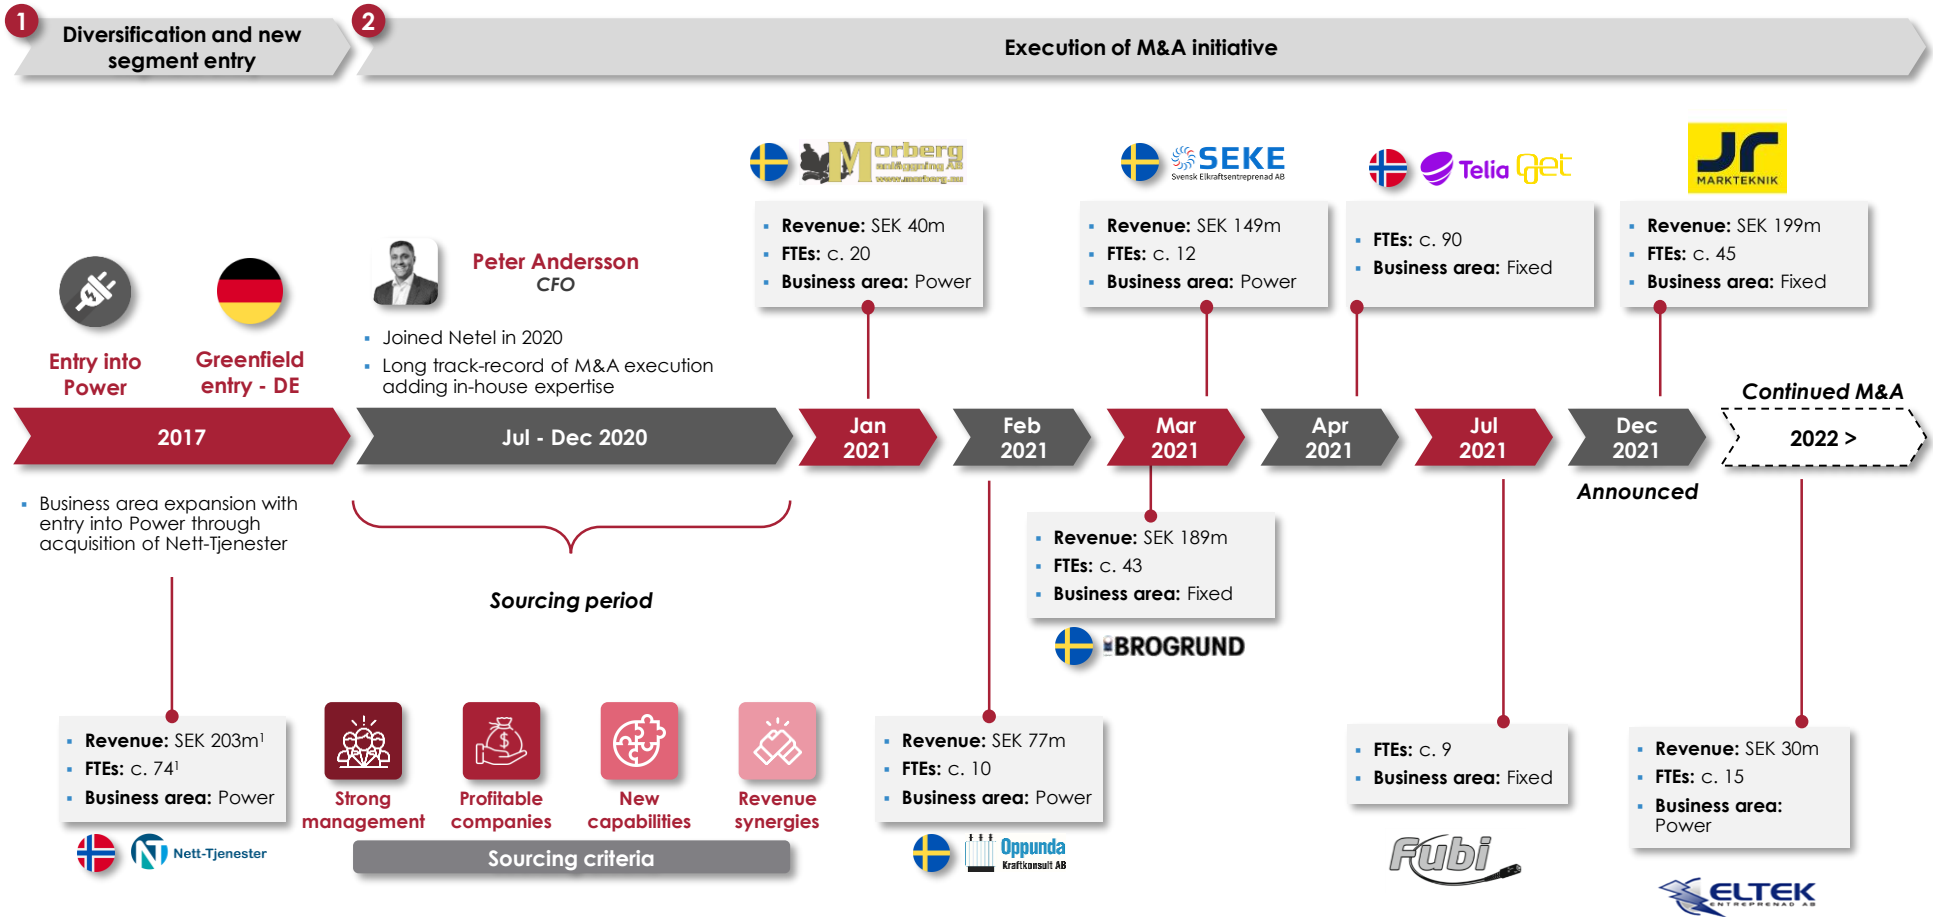 1
Diversification and new
segment entry
2
Execution of M&A initiative
Morberg
anläggning AB
www.morberg.nu
SEKE
Svensk Elkraftsentreprenad AB
Telia Get
JR
MARKTEKNIK
Revenue: SEK 40m
FTEs: c. 20
Business area: Power
Revenue: SEK 149m
FTEs: c. 12
Business area: Power
FTEs: c. 90
Business area: Fixed
Revenue: SEK 199m
FTEs: c. 45
Business area: Fixed
Entry into
Power
Greenfield
entry - DE
Peter Andersson
CFO
Joined Netel in 2020
Long track-record of M&A execution
adding in-house expertise
Continued M&A
2017
Jul - Dec 2020
Jan
2021
Feb
2021
Mar
2021
Apr
2021
Jul
2021
Dec
2021
2022 >
Announced
Business area expansion with
entry into Power through
acquisition of Nett-Tjenester
Sourcing period
Revenue: SEK 189m
FTEs: c. 43
Business area: Fixed
BROGRUND
Revenue: SEK 203m¹
FTEs: c. 74¹
Business area: Power
Nett-Tjenester
Strong
management
Profitable
companies
New
capabilities
Revenue
synergies
Sourcing criteria
Revenue: SEK 77m
FTEs: c. 10
Business area: Power
Oppunda
Kraftkonsult AB
FTEs: c. 9
Business area: Fixed
Fubi
Revenue: SEK 30m
FTEs: c. 15
Business area:
Power
ELTEK
ENTREPRENAD AB